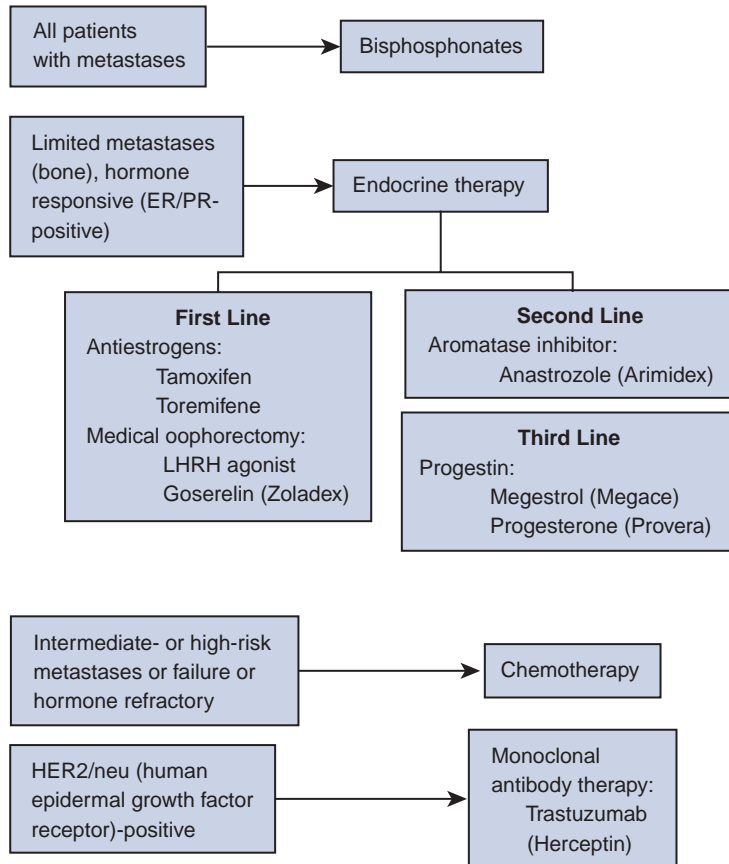 All patients
with metastases
Bisphosphonates
Limited metastases
(bone), hormone
responsive (ER/PR-
positive)
Endocrine therapy
First Line
Antiestrogens:
Tamoxifen
Toremifene
Medical oophorectomy:
LHRH agonist
Goserelin (Zoladex)
Second Line
Aromatase inhibitor:
Anastrozole (Arimidex)
Third Line
Progestin:
Megestrol (Megace)
Progesterone (Provera)
Intermediate- or high-risk
metastases or failure or
hormone refractory
Chemotherapy
HER2/neu (human
epidermal growth factor
receptor)-positive
Monoclonal
antibody therapy:
Trastuzumab
(Herceptin)